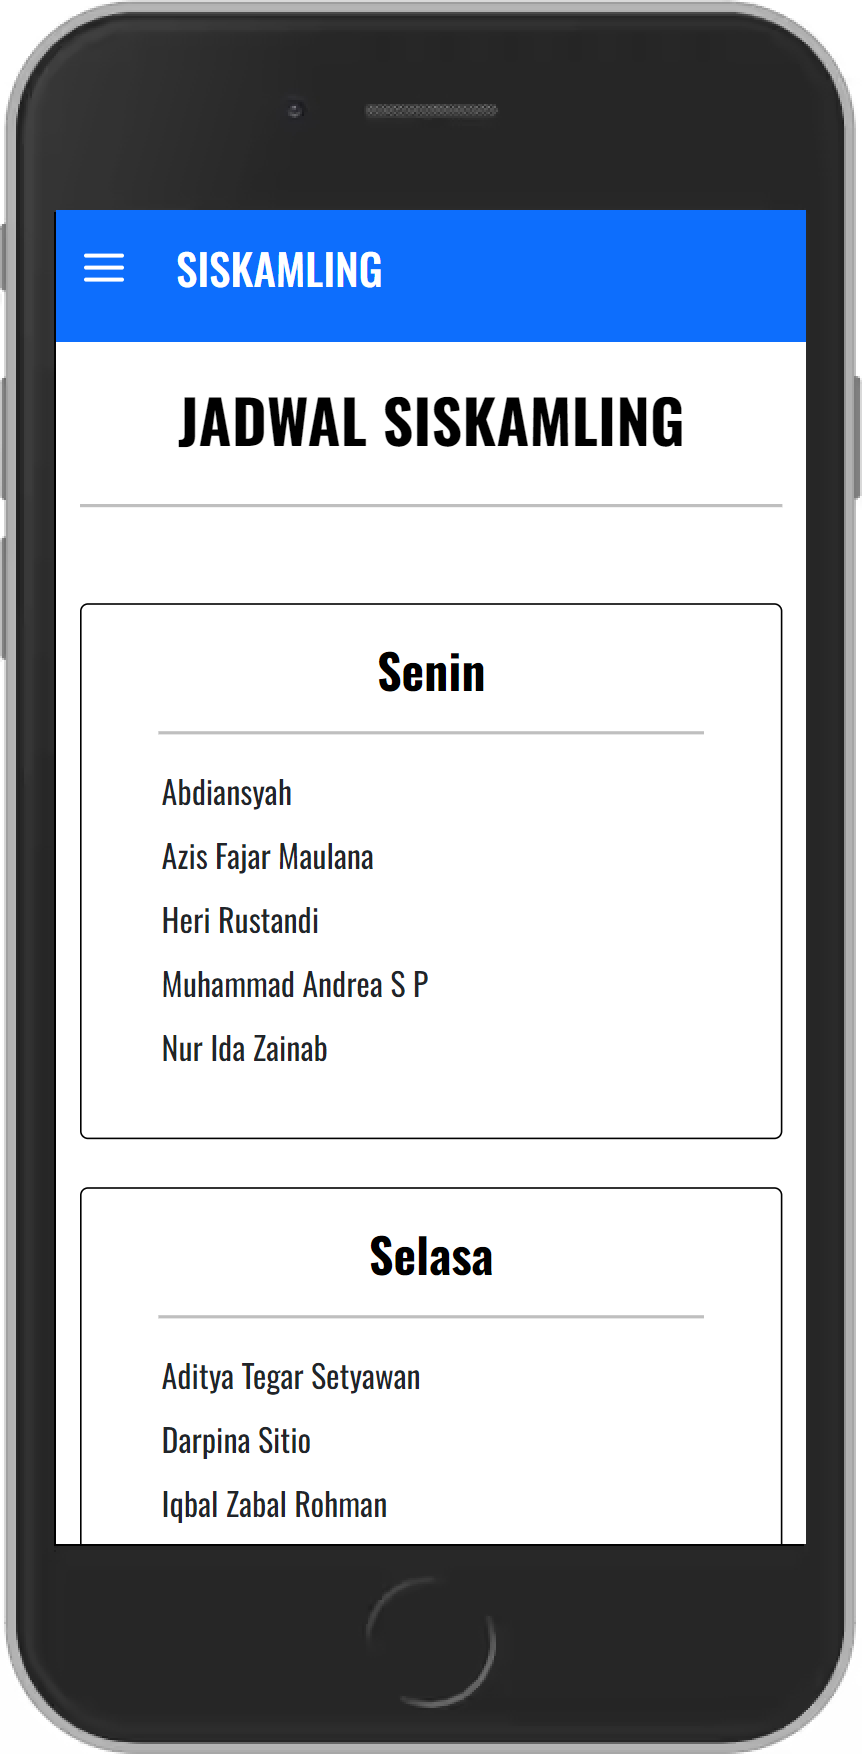 SISKAMLING
JADWAL SISKAMLING
Senin
Abdiansyah
Azis Fajar Maulana
Heri Rustandi
Muhammad Andrea S P
Nur Ida Zainab
Selasa
Aditya Tegar Setyawan
Darpina Sitio
Iqbal Zabal Rohman